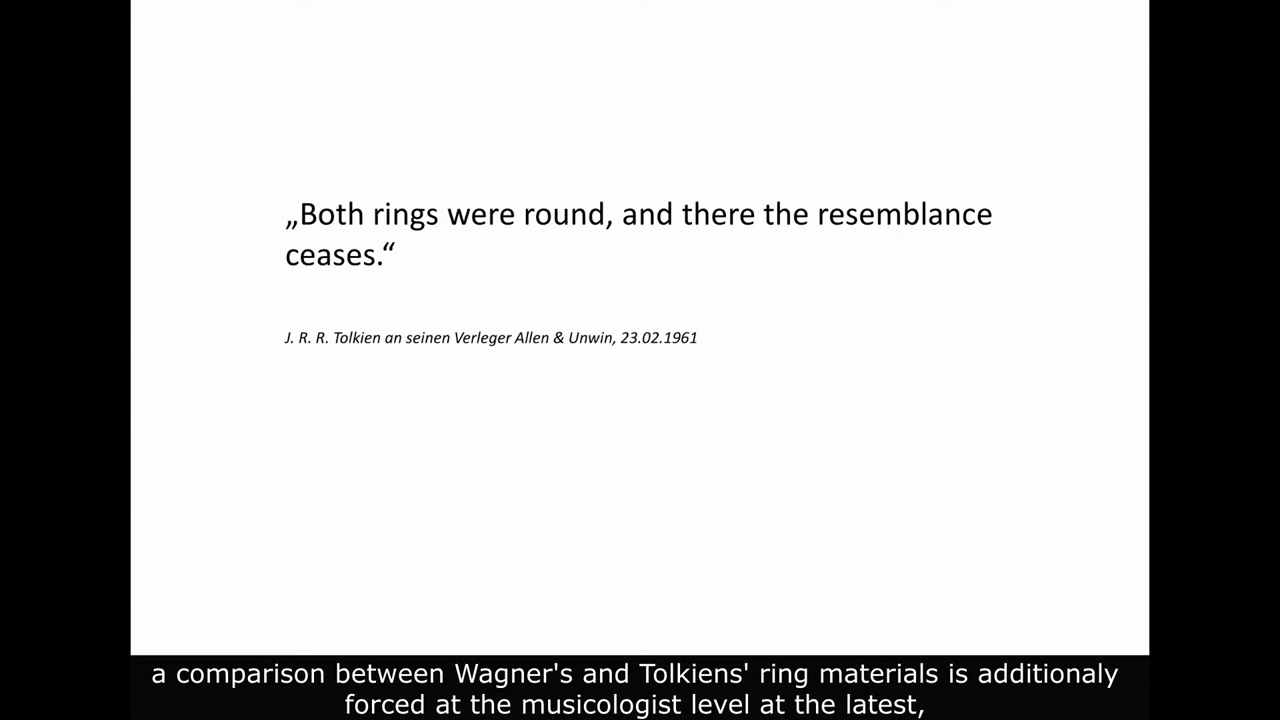 „Both rings were round, and there the resemblance
ceases.“
J. R. R. Tolkien an seinen Verleger Allen & Unwin, 23.02.1961
a comparison between Wagner's and Tolkiens' ring materials is additionaly
forced at the musicologist level at the latest,